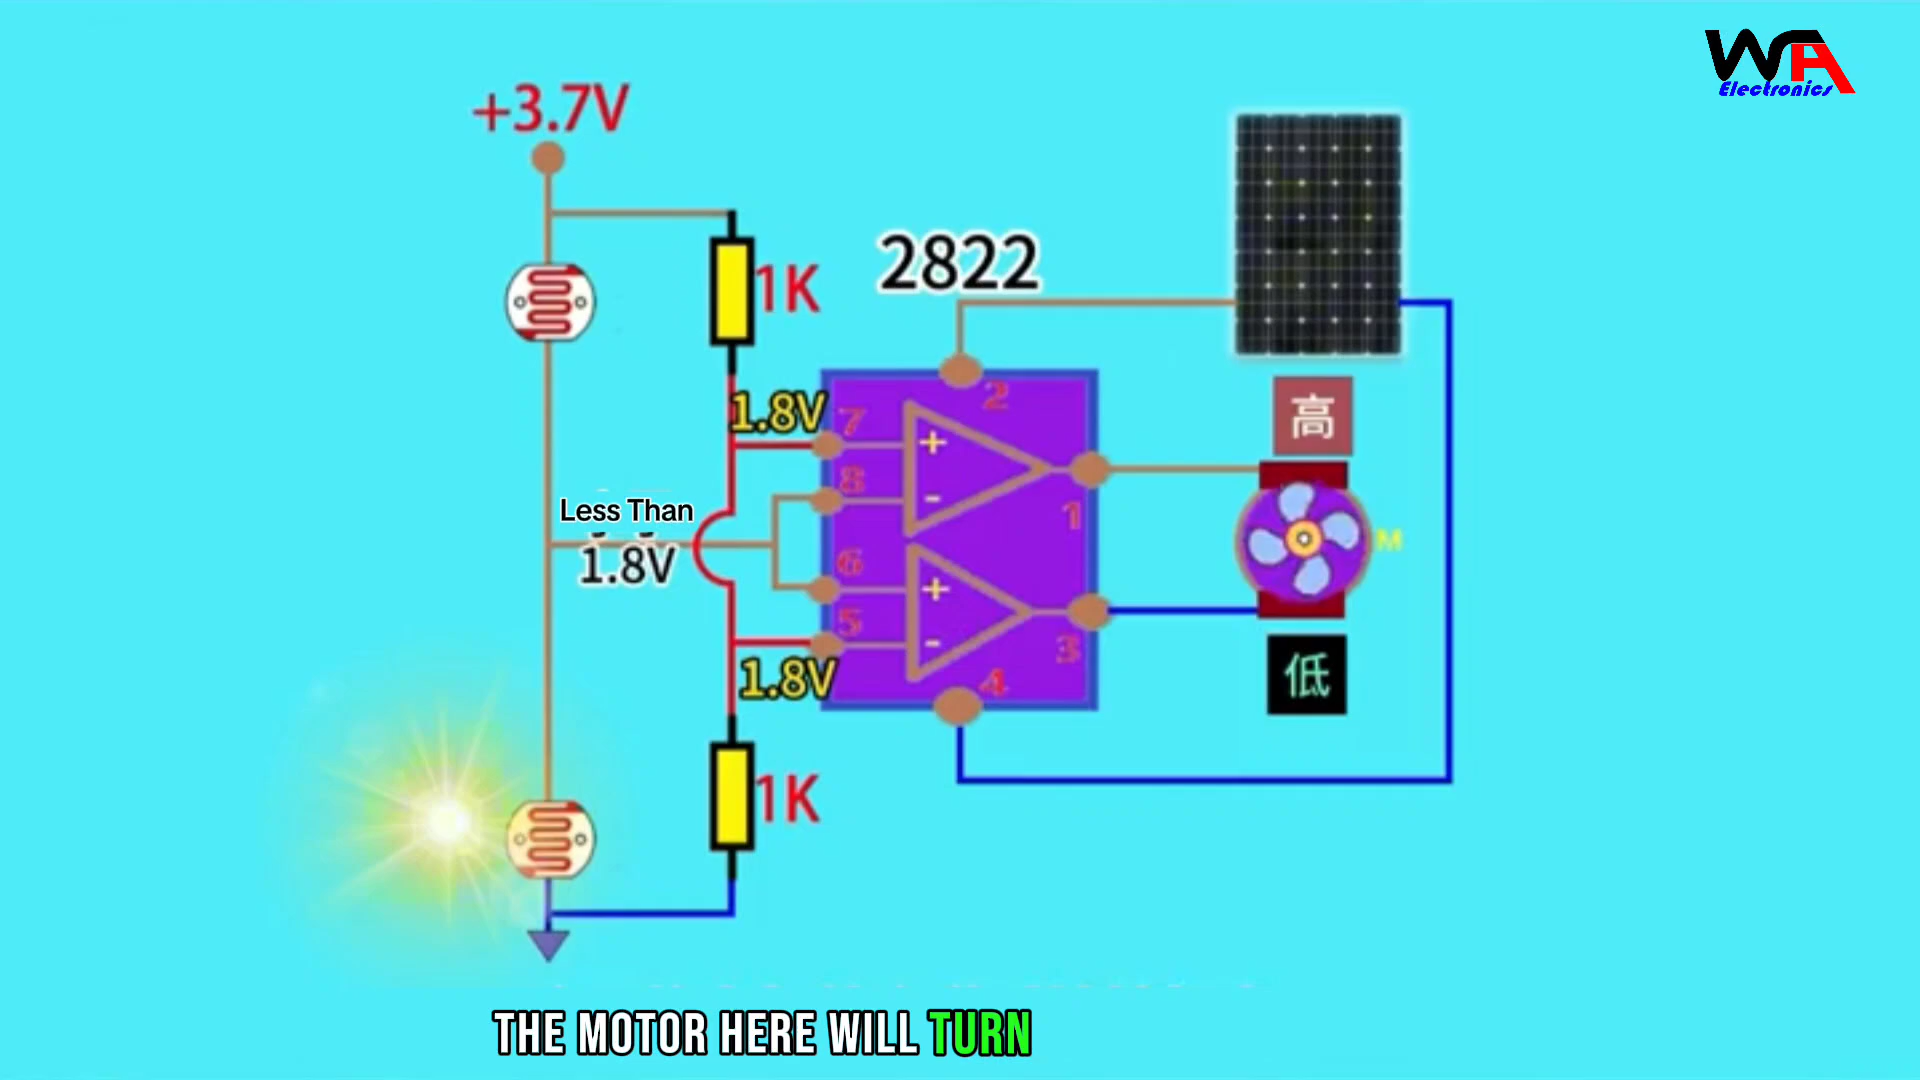 WA
Electronics
+3.7V
1K
2822
1.8V
7
2
8
1
Less Than
1.8V
6
5
3
4
1.8V
高
M
低
1K
+
-
+
-
THE MOTOR HERE WILL TURN